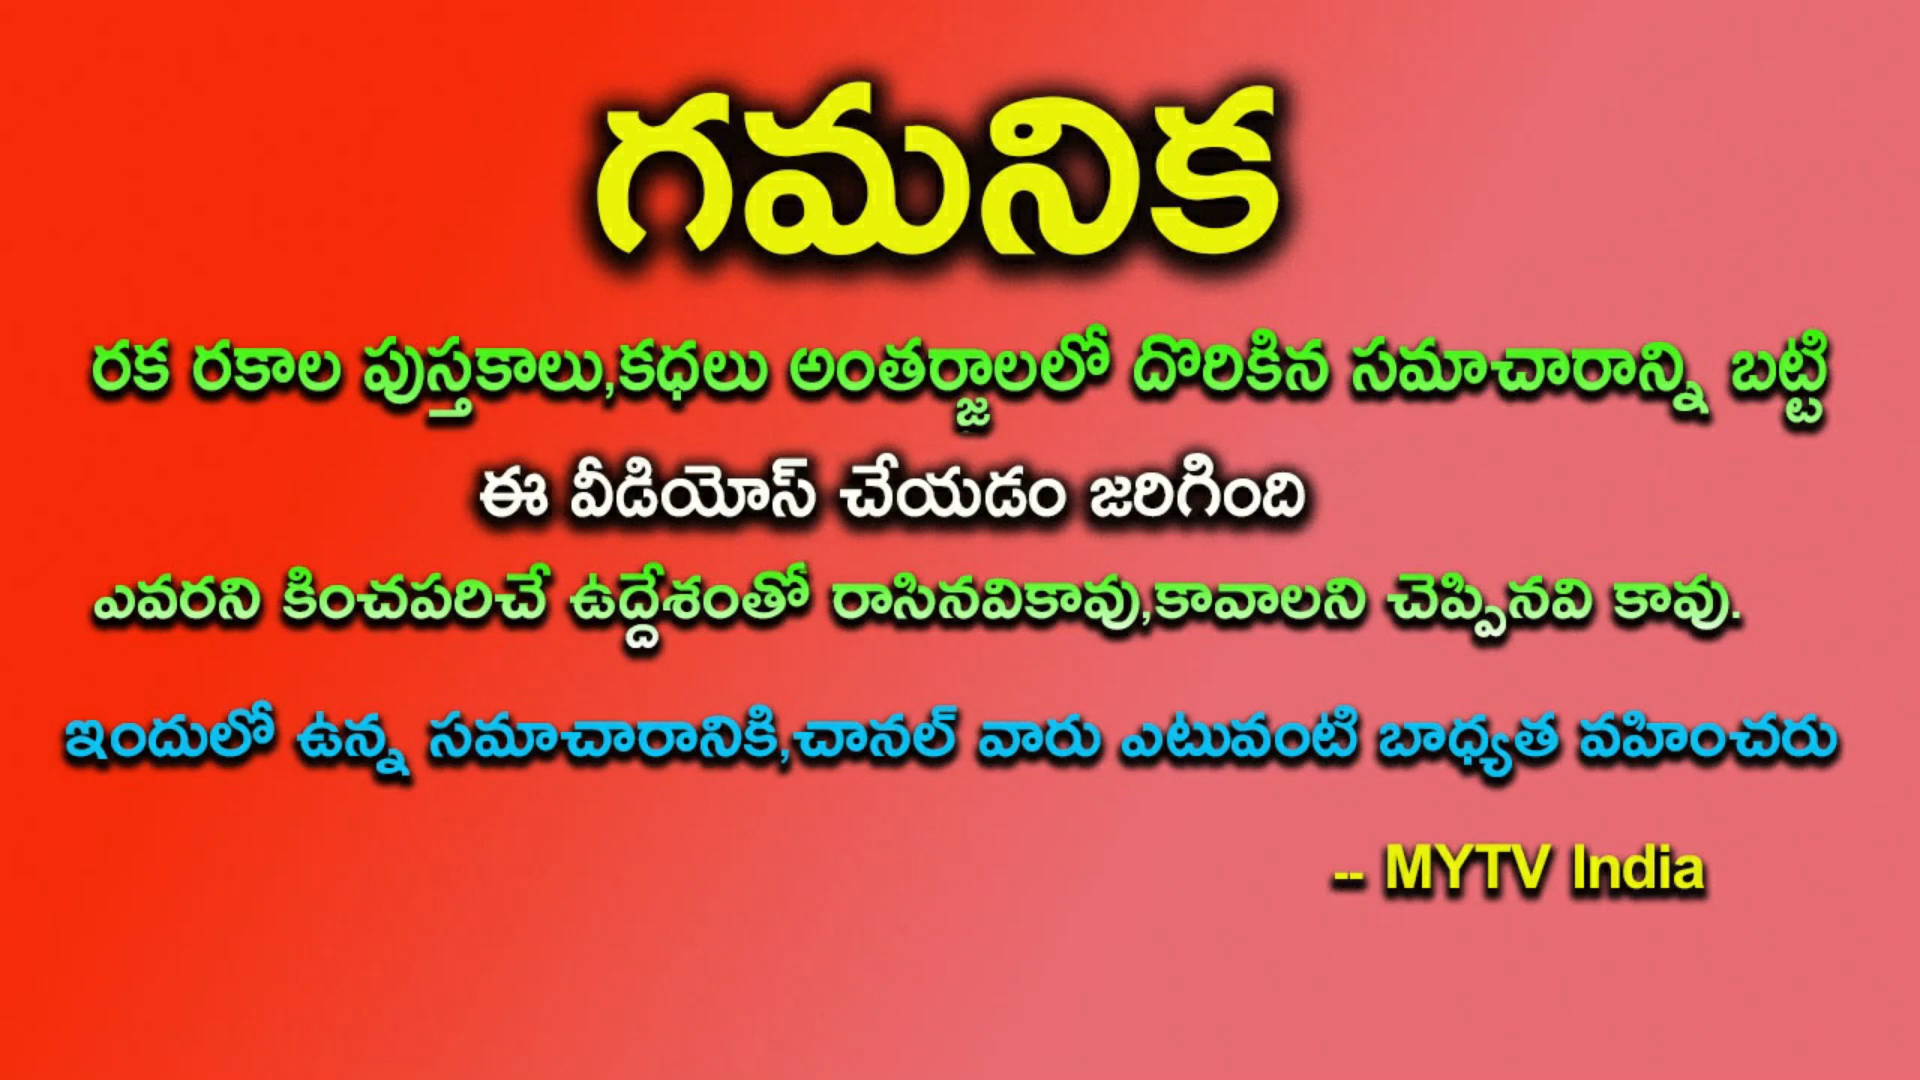 గమనిక
రక రకాల పుస్తకాలు,కధలు అంతర్జాలలో దొరికిన సమాచారాన్ని బట్టి
ఈ వీడియోస్ చేయడం జరిగింది
ఎవరని కించపరిచే ఉద్దేశంతో రాసినవికావు,కావాలని చెప్పినవి కావు.
ఇందులో ఉన్న సమాచారానికి,చానల్ వారు ఎటువంటి బాధ్యత వహించరు
-- MYTV India